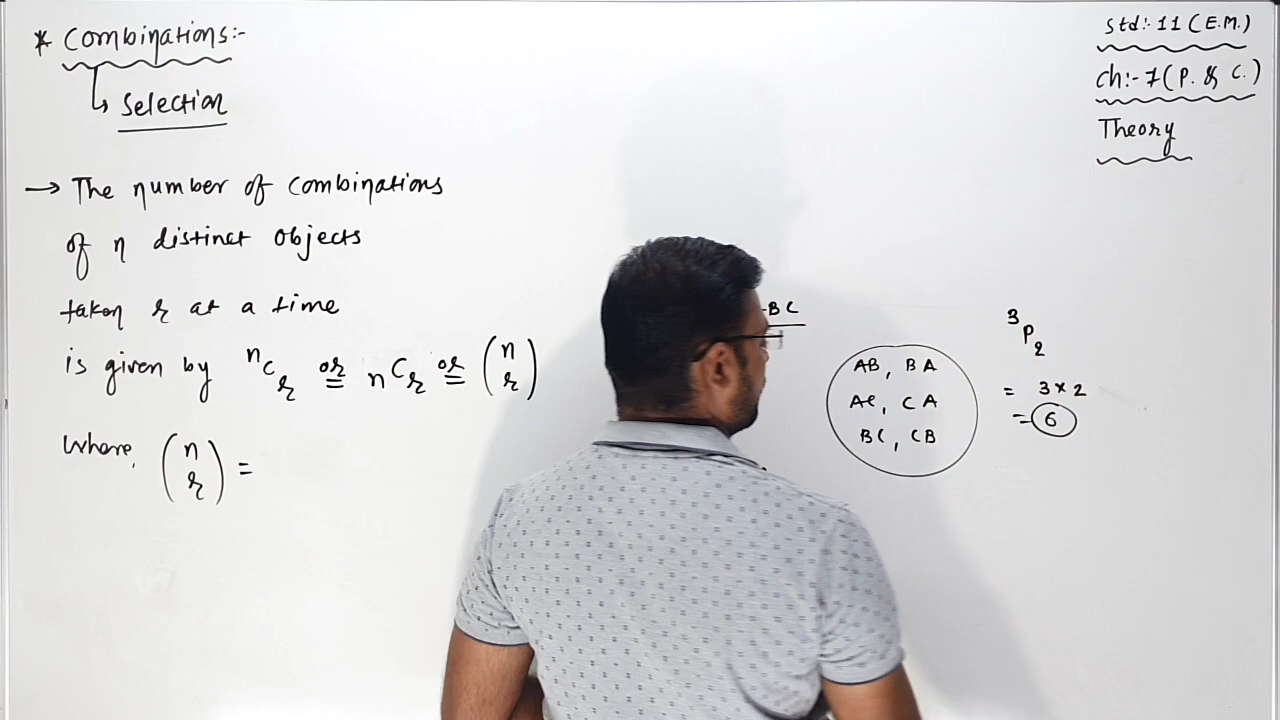 * Combinations:-
↳ Selection
→ The number of combinations
of n distinct objects
taken r at a time
is given by ⁿCᵣ or nCᵣ or (n r)
where, (n r) =
Std:- 11 (E.M.)
Ch:- 7 (P. & C.)
Theory
BC
AB, BA
AC, CA
BC, CB
³P₂
= 3 × 2
= 6